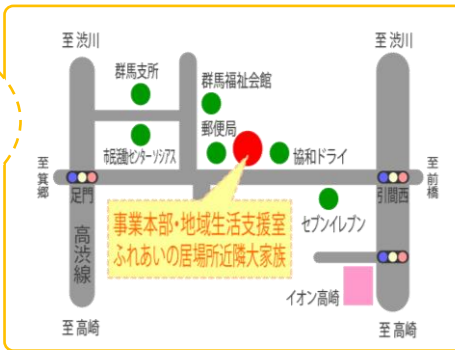 至渋川
至渋川
群馬支所
群馬福祉会館
郵便局
市民活動センターソシアス
協和ドライ
至箕郷
至前橋
足門
引間西
事業本部・地域生活支援室
ふれあいの居場所近隣大家族
セブンイレブン
高渋線
イオン高崎
至高崎
至高崎